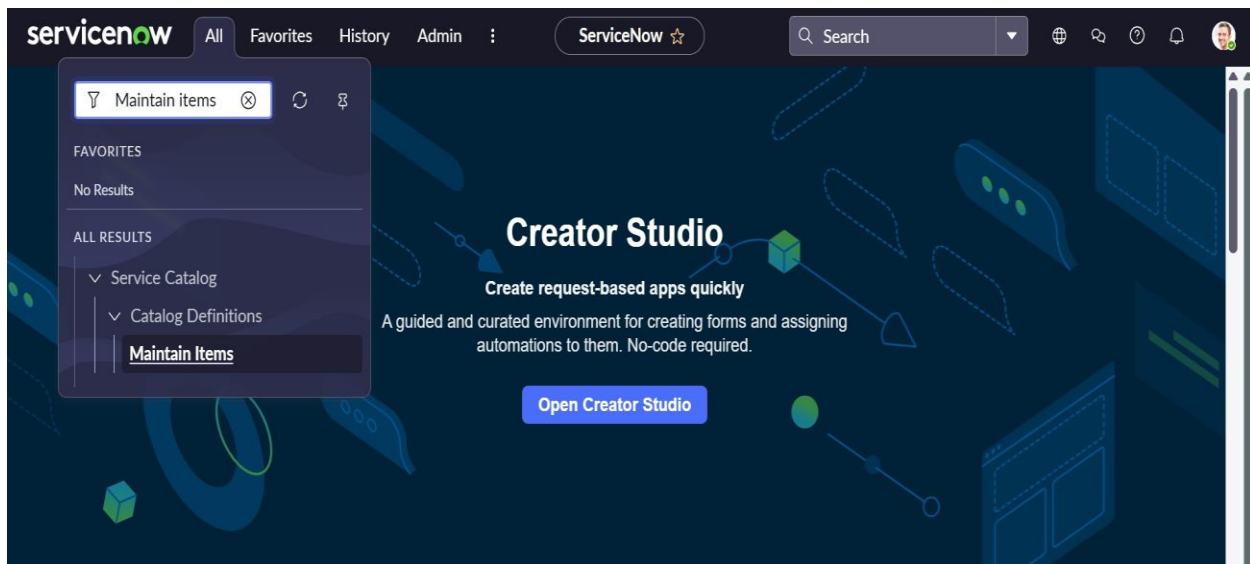 servicenow All Favorites History Admin ServiceNow Search
Maintain items
FAVORITES
No Results
ALL RESULTS
Service Catalog
Catalog Definitions
Maintain Items
Creator Studio
Create request-based apps quickly
A guided and curated environment for creating forms and assigning
automations to them. No-code required.
Open Creator Studio